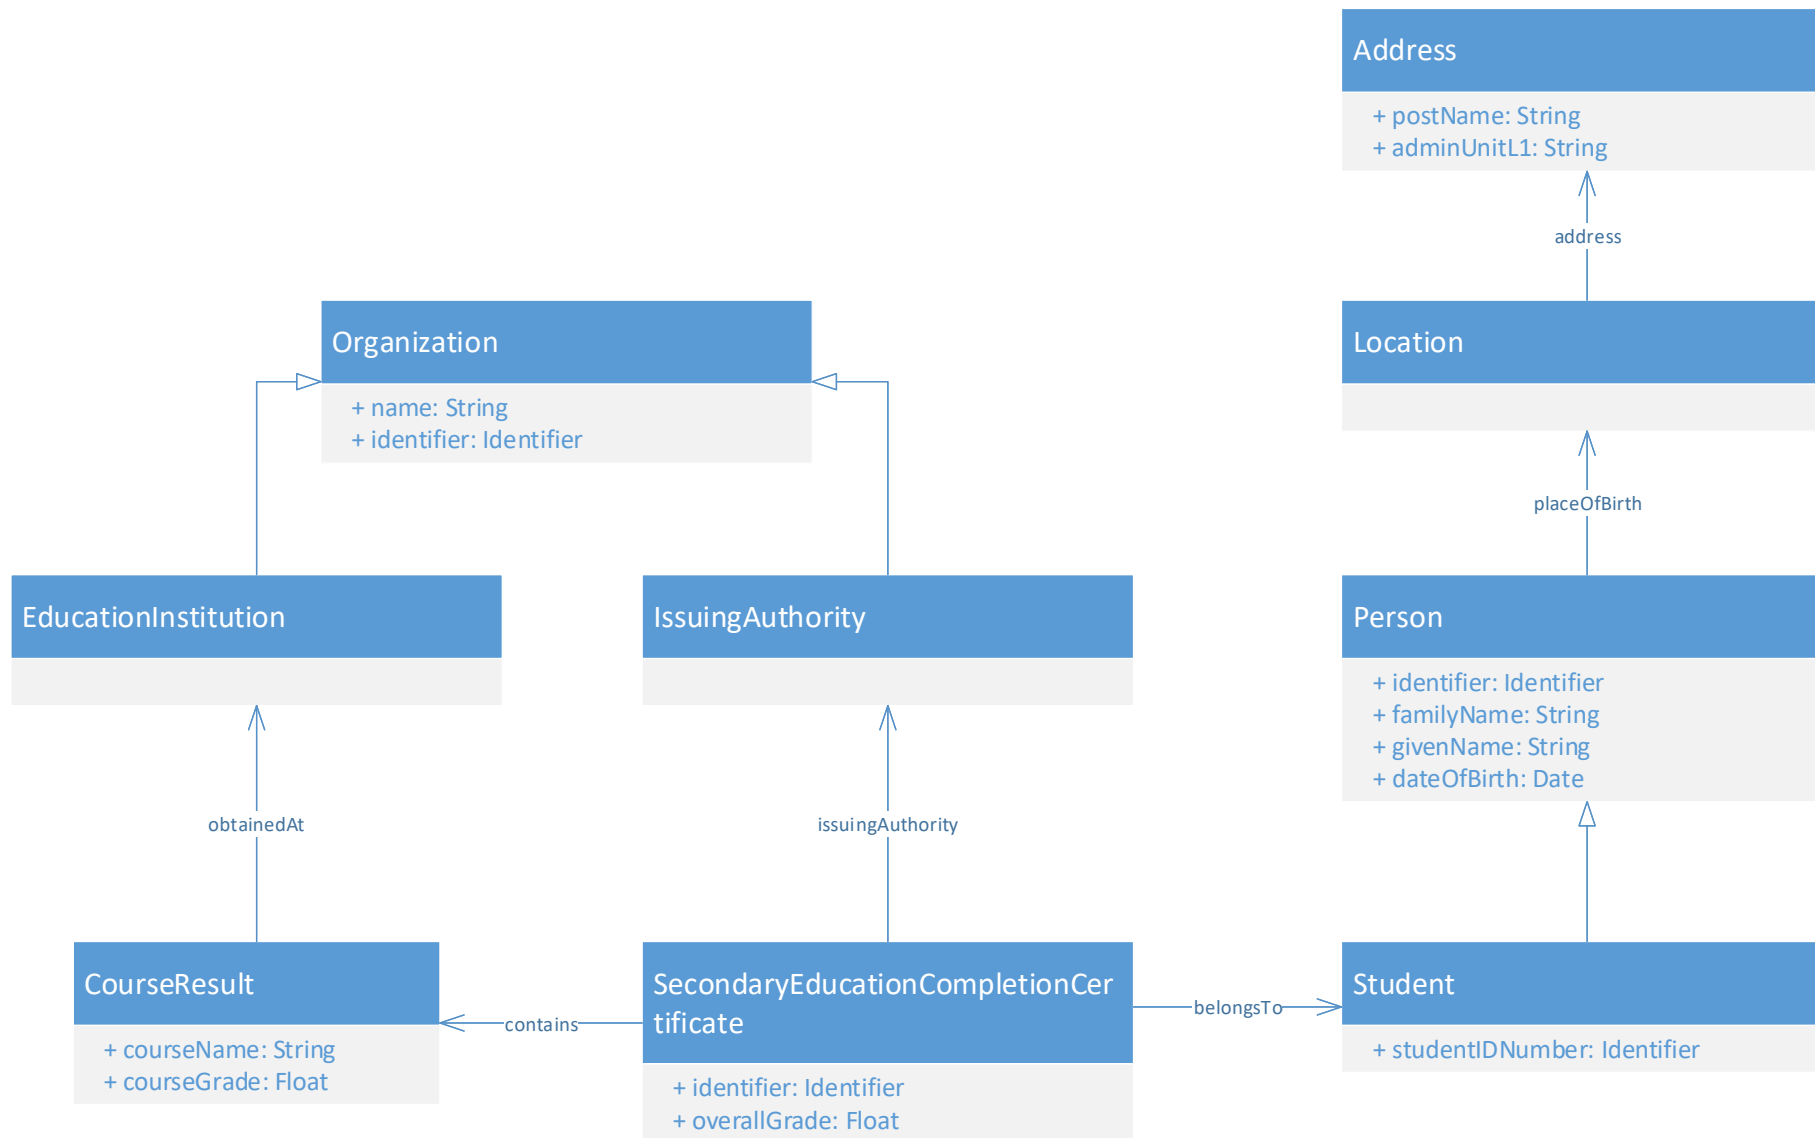 Address
+ postName: String
+ adminUnitL1: String
address
Organization
+ name: String
+ identifier: Identifier
Location
placeOfBirth
EducationInstitution
IssuingAuthority
Person
+ identifier: Identifier
+ familyName: String
+ givenName: String
+ dateOfBirth: Date
obtainedAt
issuingAuthority
CourseResult
+ courseName: String
+ courseGrade: Float
contains
SecondaryEducationCompletionCer
tificate
+ identifier: Identifier
+ overallGrade: Float
belongsTo
Student
+ studentIDNumber: Identifier